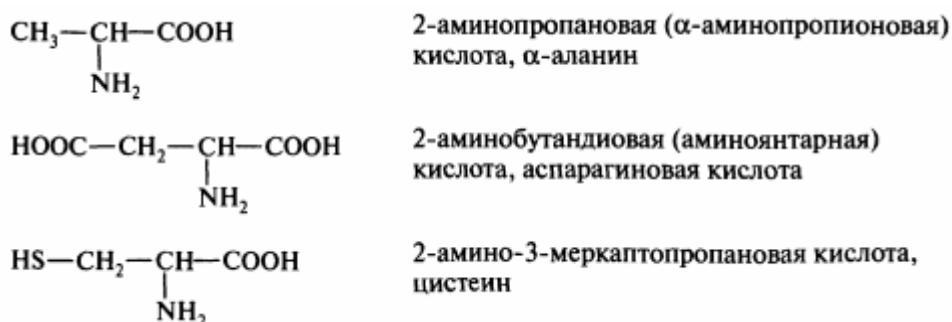 CH₃—CH—COOH
NH₂
2-аминопропановая (α-аминопропионовая)
кислота, α-аланин
HOOC—CH₂—CH—COOH
NH₂
2-аминобутандиовая (аминоянтарная)
кислота, аспарагиновая кислота
HS—CH₂—CH—COOH
NH₂
2-амино-3-меркаптопропановая кислота,
цистеин